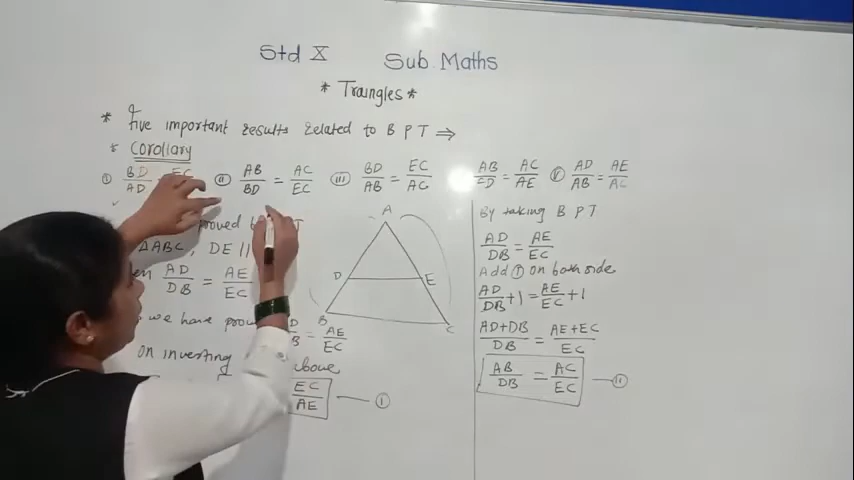 Std X Sub Maths
* Traingles *
* Five important results related to B P T ⇒
* Corollary
① BD/AD = EC ② AB/BD = AC/EC ③ BD/AB = EC/AC AB/ED = AC/AE Ⓥ AD/AB = AE/AC
proved
ΔABC, DE ||
AD/DB = AE/EC
we have prov AE/EC
on inverting above
EC/AE — ①
A
D E
B C
By taking B P T
AD/DB = AE/EC
Add ① on both side
AD/DB + 1 = AE/EC + 1
AD+DB/DB = AE+EC/EC
AB/DB = AC/EC — ②